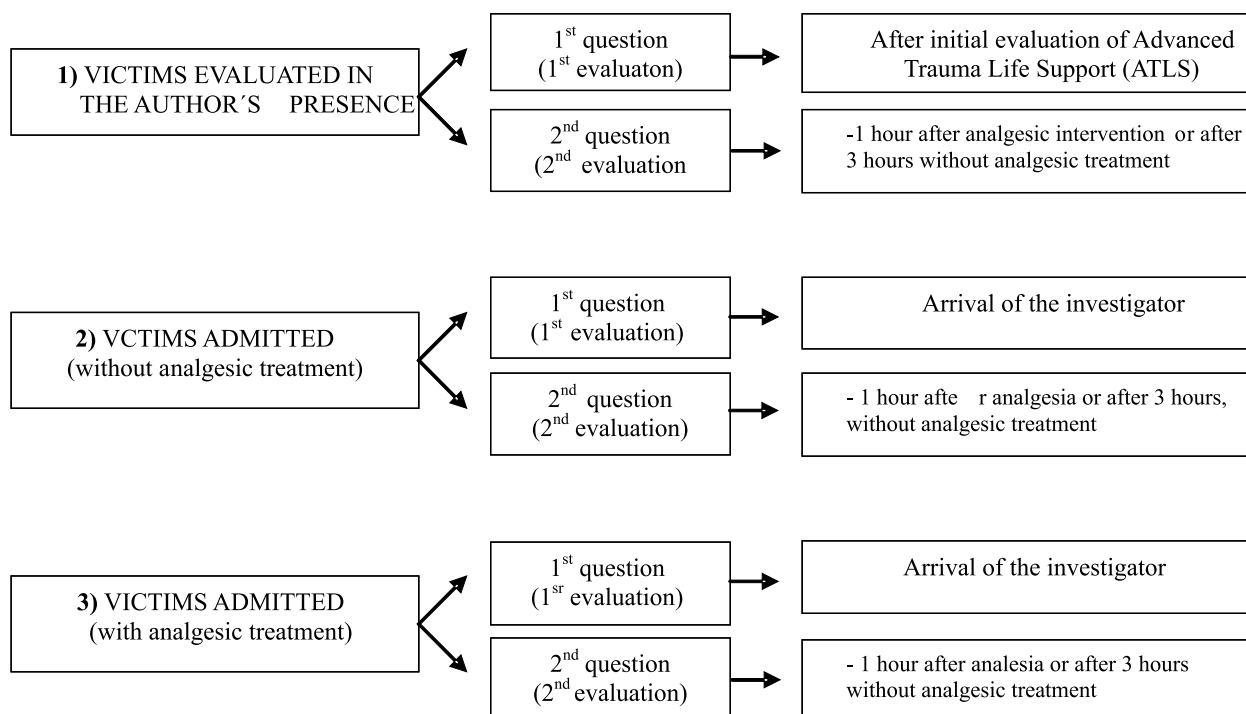 1) VICTIMS EVALUATED IN
THE AUTHOR´S PRESENCE
1st question
(1st evaluaton)
After initial evaluation of Advanced
Trauma Life Support (ATLS)
2nd question
(2nd evaluation
-1 hour after analgesic intervention or after
3 hours without analgesic treatment
2) VCTIMS ADMITTED
(without analgesic treatment)
1st question
(1st evaluation)
Arrival of the investigator
2nd question
(2nd evaluation)
- 1 hour afte r analgesia or after 3 hours,
without analgesic treatment
3) VICTIMS ADMITTED
(with analgesic treatment)
1st question
(1sr evaluation)
Arrival of the investigator
2nd question
(2nd evaluation)
- 1 hour after analesia or after 3 hours
without analgesic treatment